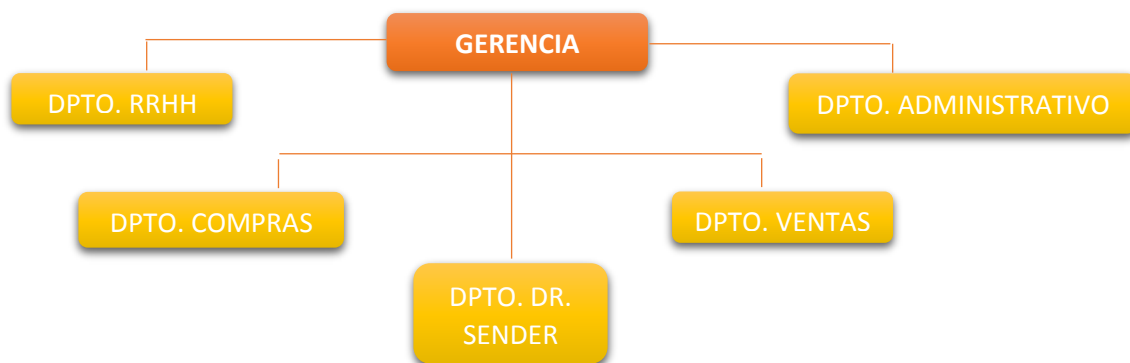 GERENCIA
DPTO. RRHH
DPTO. ADMINISTRATIVO
DPTO. COMPRAS
DPTO. VENTAS
DPTO. DR.
SENDER